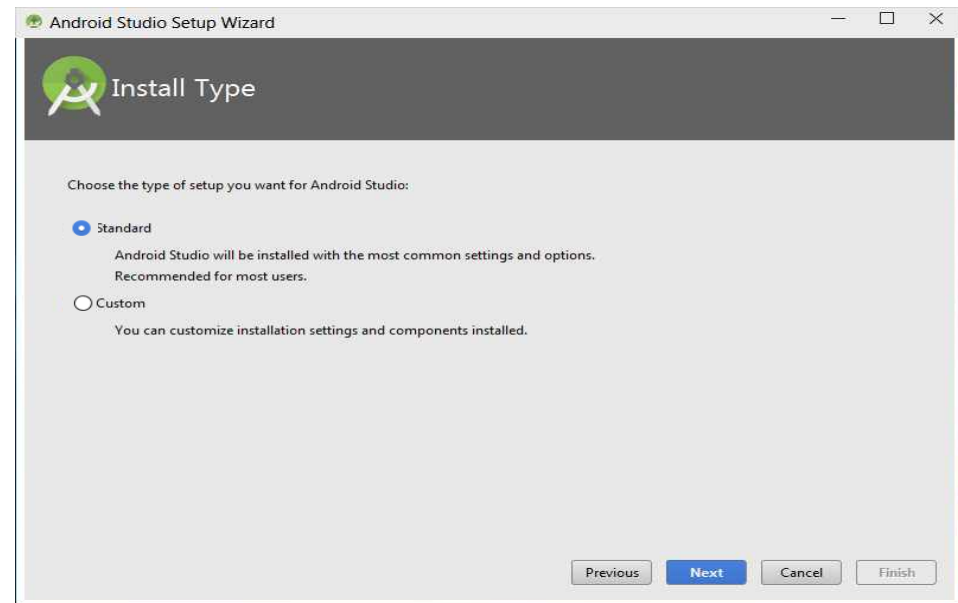 Android Studio Setup Wizard
Install Type
Choose the type of setup you want for Android Studio:
Standard
Android Studio will be installed with the most common settings and options.
Recommended for most users.
Custom
You can customize installation settings and components installed.
Previous
Next
Cancel
Finish